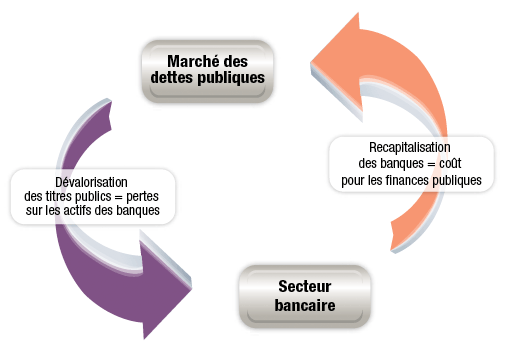 Marché des
dettes publiques
Recapitalisation
des banques = coût
pour les finances publiques
Dévalorisation
des titres publics = pertes
sur les actifs des banques
Secteur
bancaire